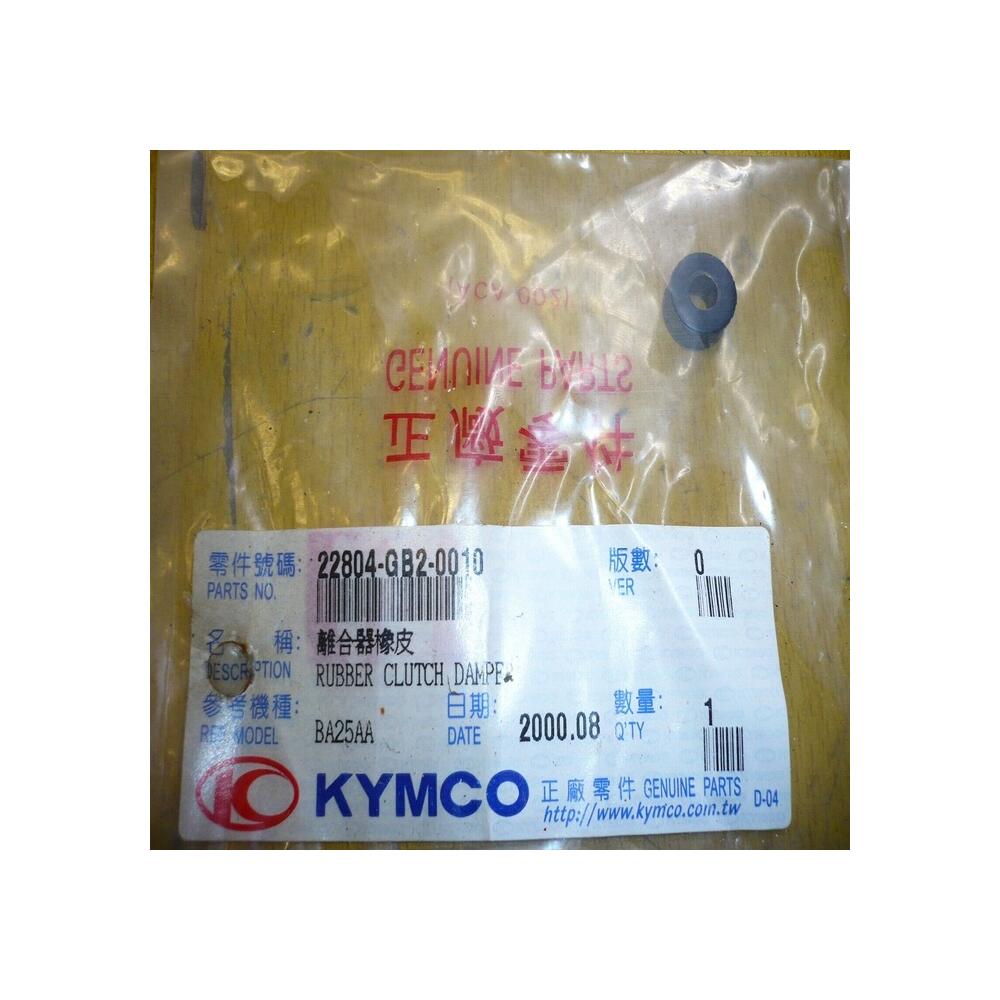 (ACA 002)
GENUINE PARTS
正廠零件
零件號碼: 22804-GB2-0010 版數: 0
PARTS NO. VER
名 稱: 離合器橡皮
DESCRIPTION RUBBER CLUTCH DAMPER
參考機種: 日期: 數量: 1
REF MODEL BA25AA DATE 2000.08 Q'TY
KYMCO 正廠零件 GENUINE PARTS D-04
http://www.kymco.com.tw